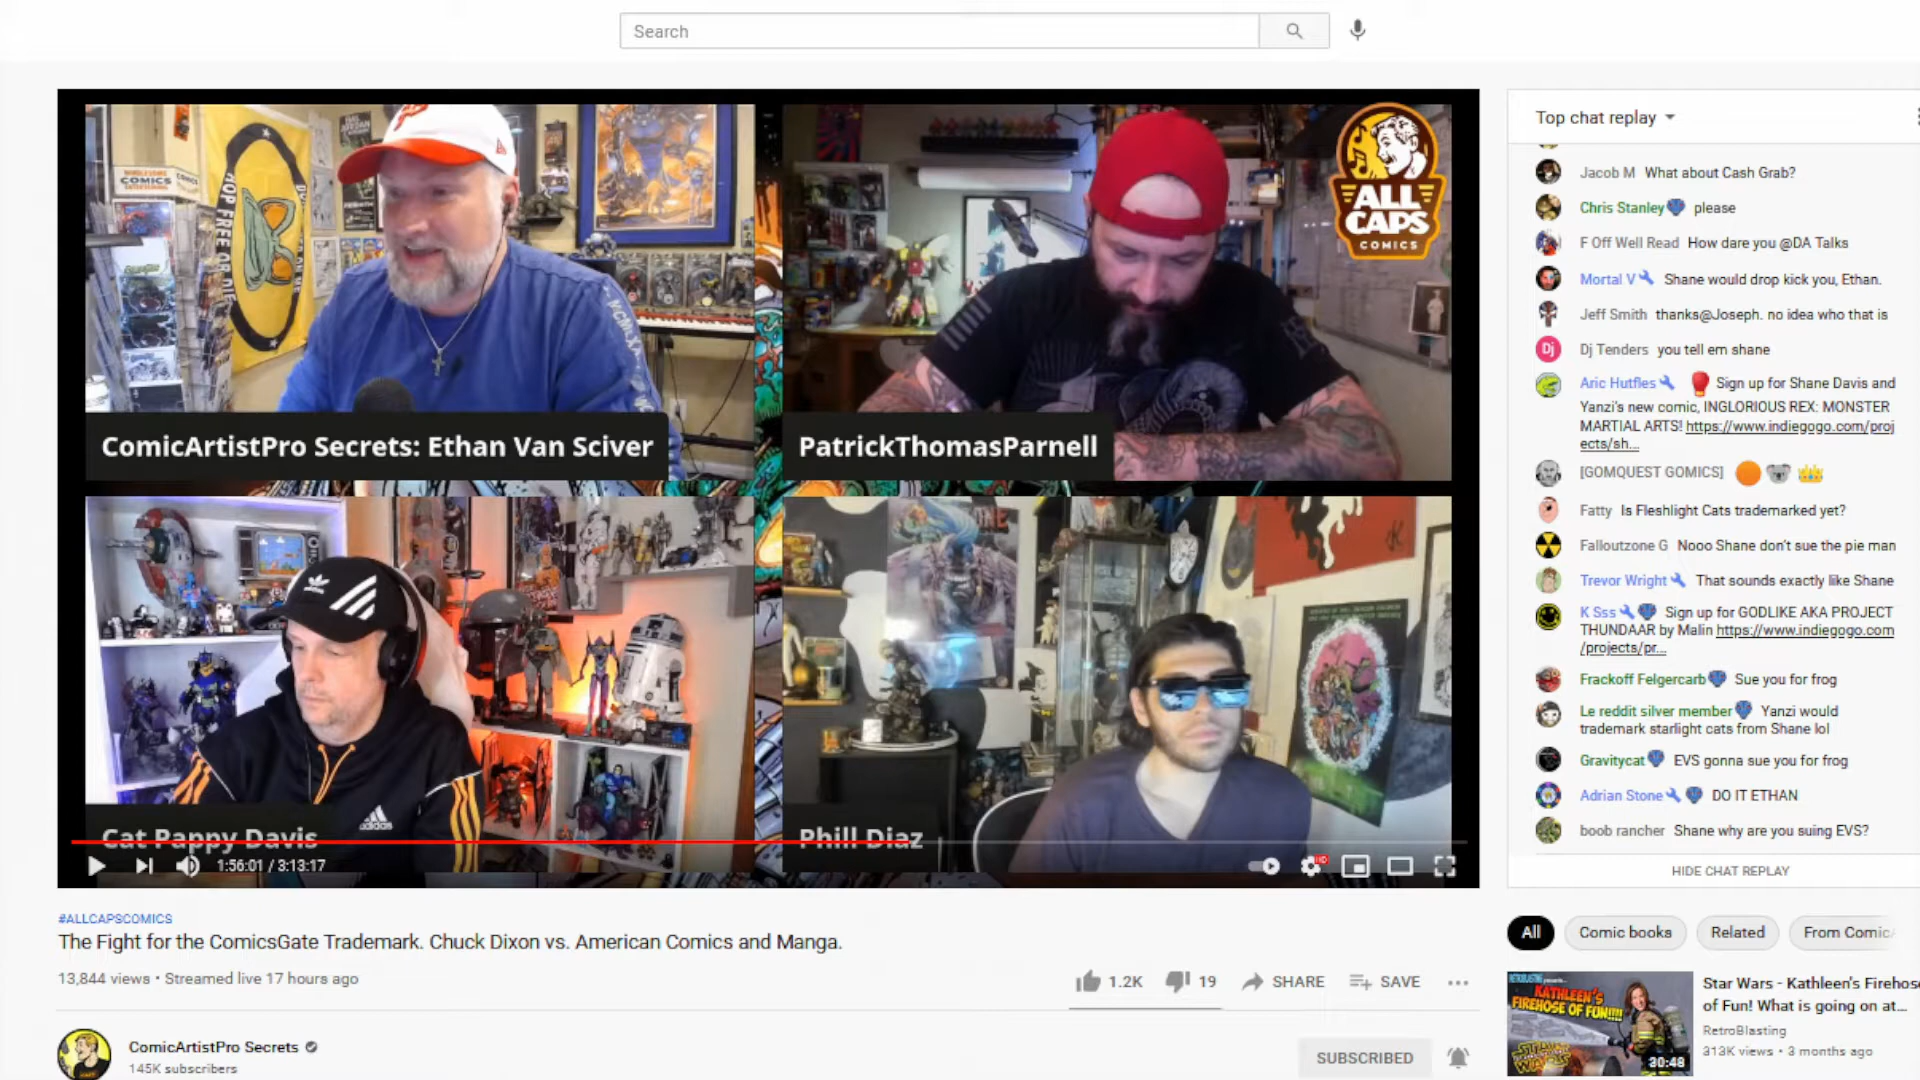 Search
HOP FREE OR DIE
COMICS
ALL
CAPS
COMICS
ComicArtistPro Secrets: Ethan Van Sciver
PatrickThomasParnell
adidas
Cat Pappy Davis
Phill Diaz
1:56:01 / 3:13:17
HD
Top chat replay
Jacob M What about Cash Grab?
Chris Stanley please
F Off Well Read How dare you @DA Talks
Mortal V Shane would drop kick you, Ethan.
Jeff Smith thanks@Joseph. no idea who that is
Dj
Dj Tenders you tell em shane
Aric Hutfles Sign up for Shane Davis and
Yanzi's new comic, INGLORIOUS REX: MONSTER
MARTIAL ARTS! https://www.indiegogo.com/proj
ects/sh...
[GOMQUEST GOMICS]
Fatty Is Fleshlight Cats trademarked yet?
Falloutzone G Nooo Shane don't sue the pie man
Trevor Wright That sounds exactly like Shane
K Sss Sign up for GODLIKE AKA PROJECT
THUNDAAR by Malin https://www.indiegogo.com
/projects/pr...
Frackoff Felgercarb Sue you for frog
Le reddit silver member Yanzi would
trademark starlight cats from Shane lol
Gravitycat EVS gonna sue you for frog
Adrian Stone DO IT ETHAN
boob rancher Shane why are you suing EVS?
HIDE CHAT REPLAY
#ALLCAPSCOMICS
The Fight for the ComicsGate Trademark. Chuck Dixon vs. American Comics and Manga.
13,844 views • Streamed live 17 hours ago
1.2K 19 SHARE SAVE
ComicArtistPro Secrets
145K subscribers
SUBSCRIBED
All Comic books Related From Comic
KATHLEEN'S
FIREHOSE OF FUN!!!!
STAR
WARS
30:48
Star Wars - Kathleen's Firehose
of Fun! What is going on at...
RetroBlasting
313K views • 3 months ago